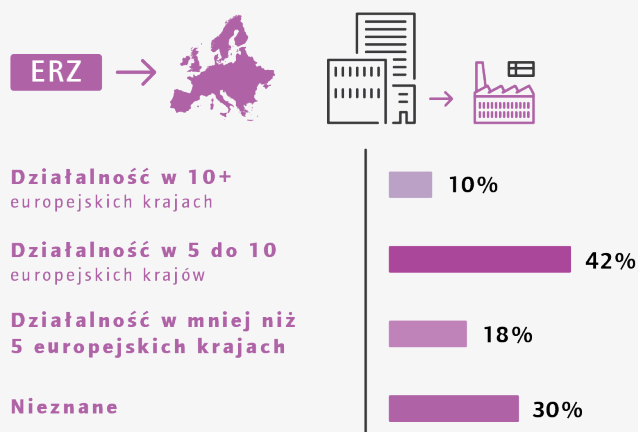 ERZ
Działalność w 10+
europejskich krajach
10%
Działalność w 5 do 10
europejskich krajów
42%
Działalność w mniej niż
5 europejskich krajach
18%
Nieznane
30%